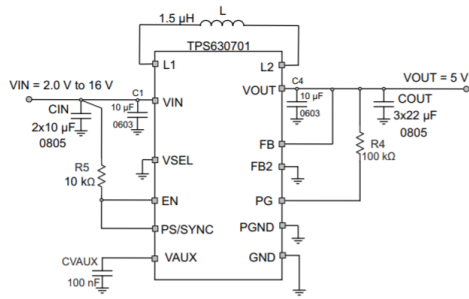 L
1.5 µH
TPS630701
L1
L2
VIN = 2.0 V to 16 V
C1
VIN
VOUT
C4
VOUT = 5 V
CIN
10 µF
10 µF
COUT
2x10 µF
0603
0603
3x22 µF
0805
0805
VSEL
FB
R4
R5
FB2
100 kΩ
10 kΩ
EN
PG
PS/SYNC
PGND
CVAUX
VAUX
GND
100 nF